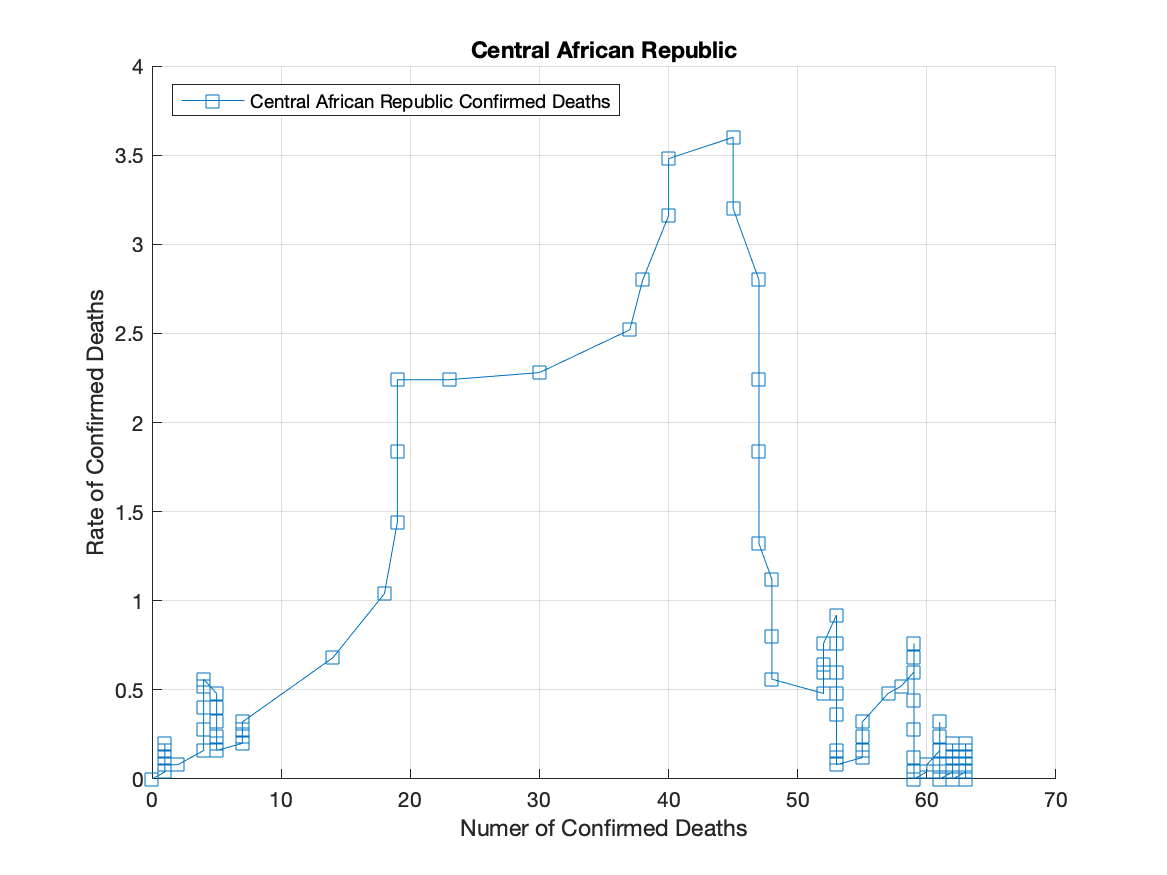 Central African Republic
Central African Republic Confirmed Deaths
4
3.5
3
2.5
2
1.5
1
0.5
0
Rate of Confirmed Deaths
0 10 20 30 40 50 60 70
Numer of Confirmed Deaths